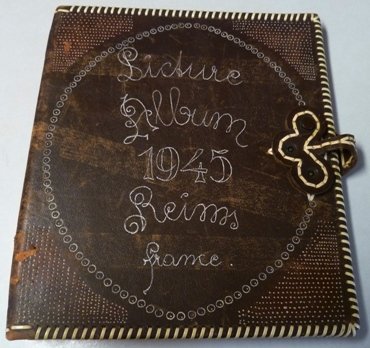 Picture
Album
1945
Reims
france.